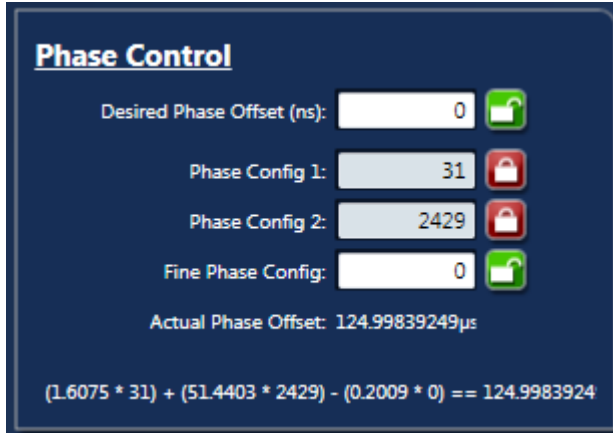 Phase Control
Desired Phase Offset (ns): 0
Phase Config 1: 31
Phase Config 2: 2429
Fine Phase Config: 0
Actual Phase Offset: 124.99839249µs
(1.6075 * 31) + (51.4403 * 2429) - (0.2009 * 0) == 124.9983924